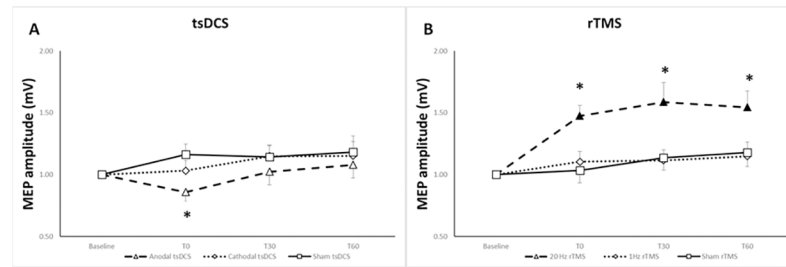 A
tsDCS
MEP amplitude (mV)
2.00
1.50
1.00
0.50
*
Baseline T0 T30 T60
Anodal tsDCS Cathodal tsDCS Sham tsDCS
B
rTMS
MEP amplitude (mV)
2.00
1.50
1.00
0.50
* * *
Baseline T0 T30 T60
20 Hz rTMS 1Hz rTMS Sham rTMS